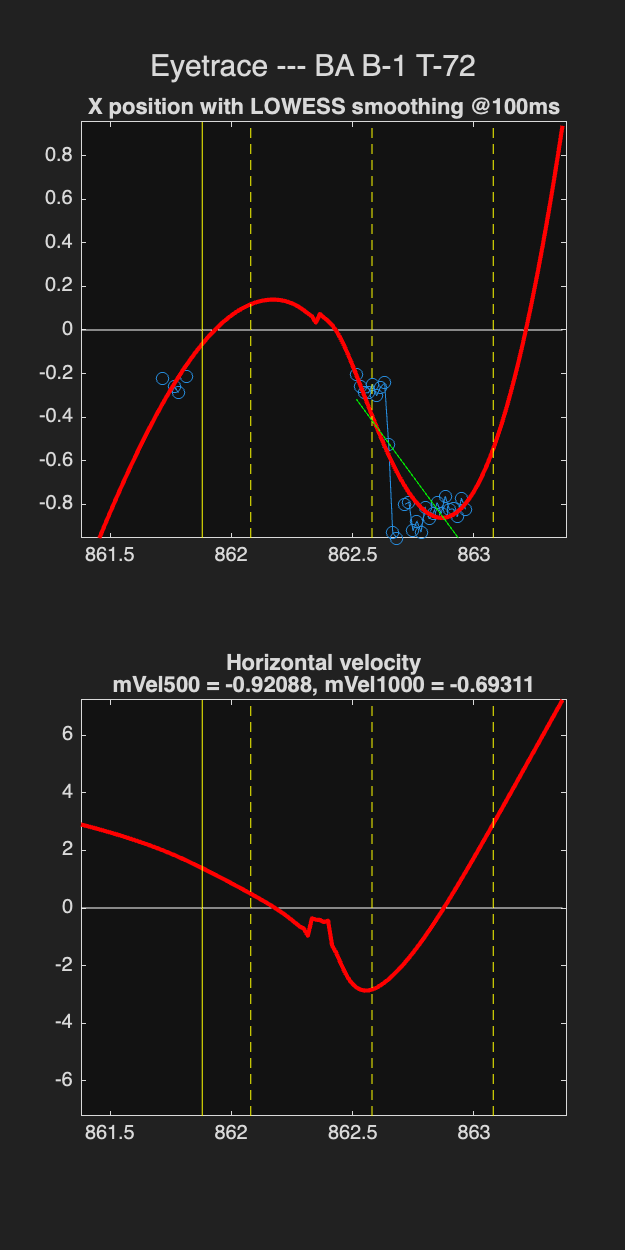 Eyetrace --- BA B-1 T-72
X position with LOWESS smoothing @100ms
0.8
0.6
0.4
0.2
0
-0.2
-0.4
-0.6
-0.8
861.5 862 862.5 863
Horizontal velocity
mVel500 = -0.92088, mVel1000 = -0.69311
6
4
2
0
-2
-4
-6
861.5 862 862.5 863